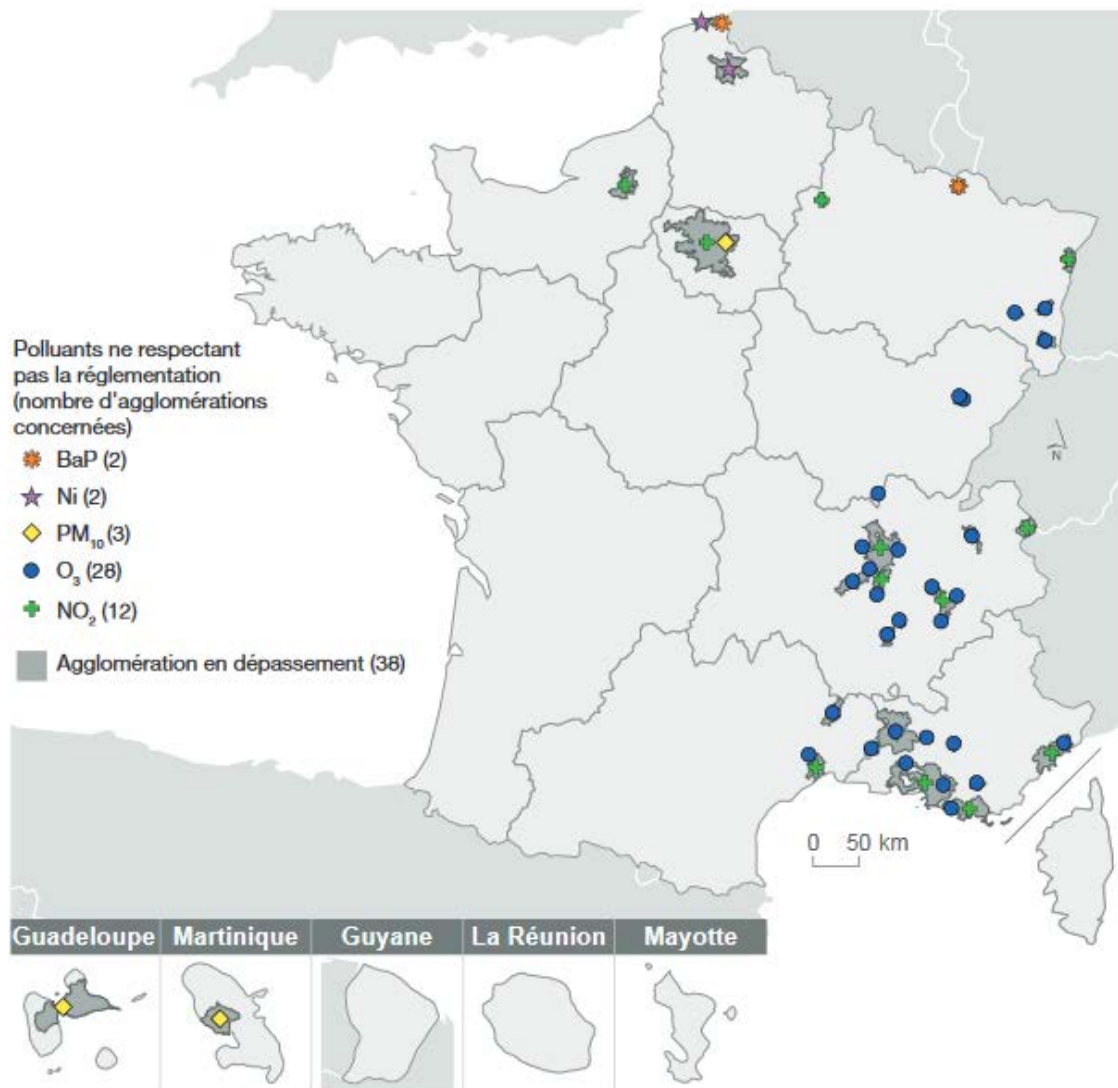 Polluants ne respectant
pas la réglementation
(nombre d'agglomérations
concernées)
BaP (2)
Ni (2)
PM₁₀ (3)
O₃ (28)
NO₂ (12)
Agglomération en dépassement (38)
N
0 50 km
Guadeloupe Martinique Guyane La Réunion Mayotte